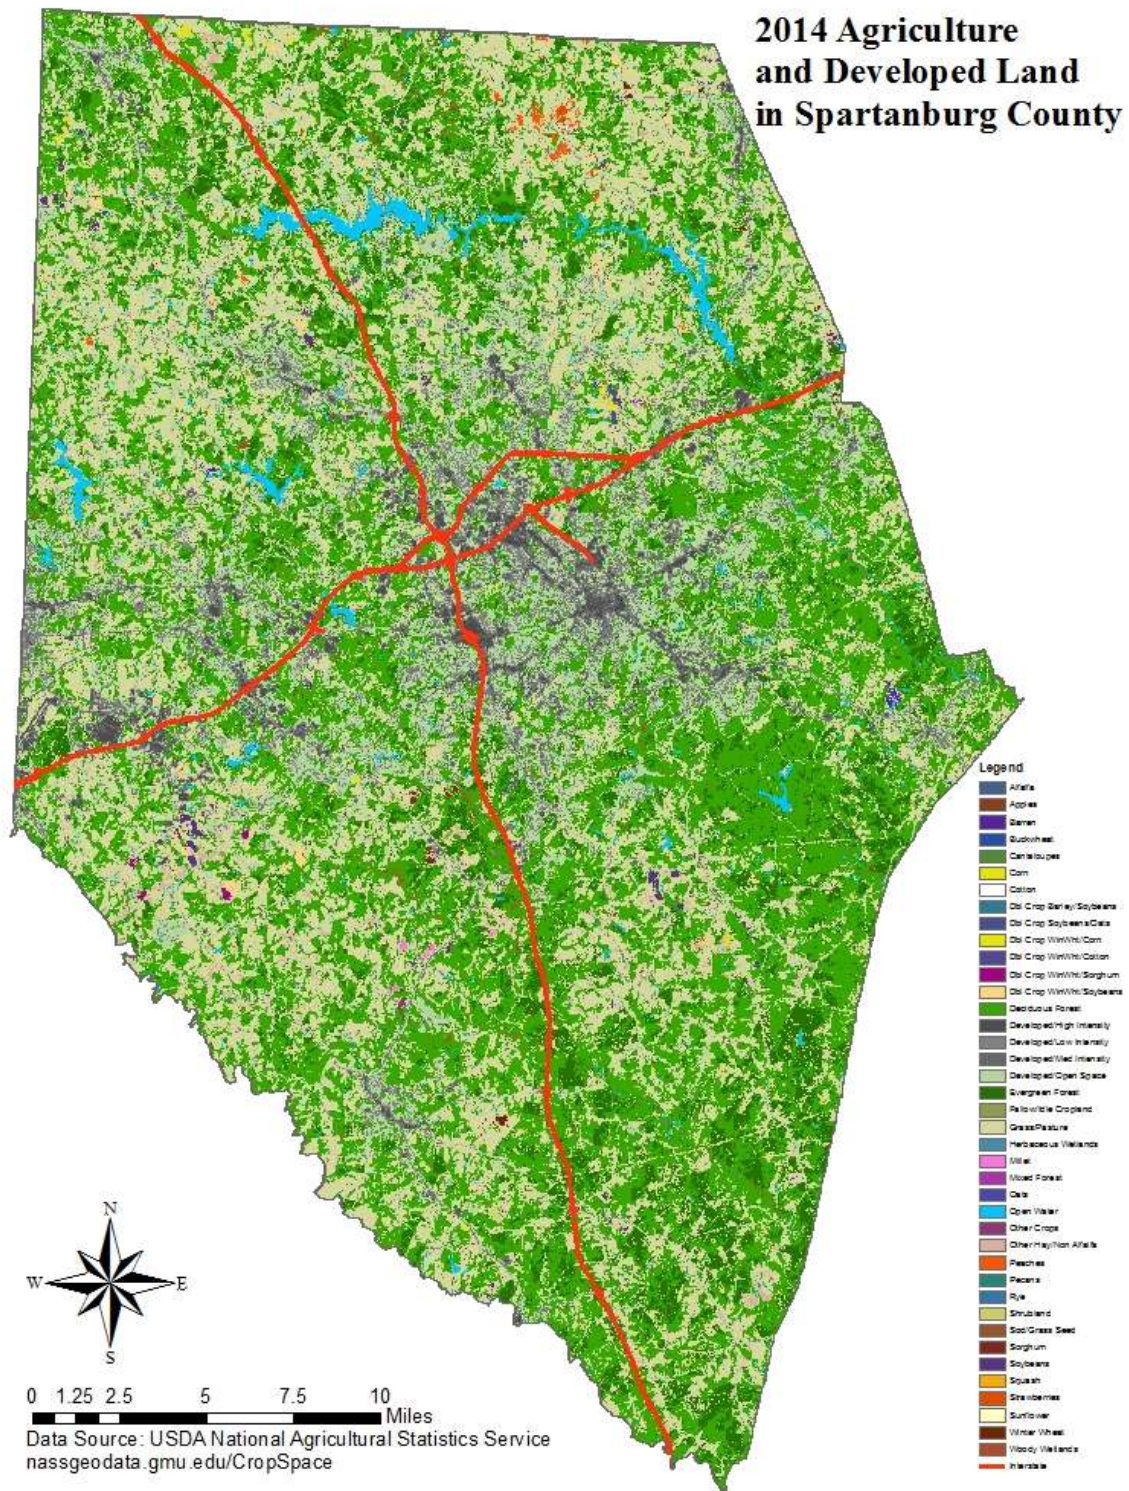 2014 Agriculture
and Developed Land
in Spartanburg County
Legend
Alfalfa
Apples
Barren
Buckwheat
Cantaloupes
Corn
Cotton
Dbl Crop Barley/Soybeans
Dbl Crop Soybeans/Oats
Dbl Crop WinWht/Corn
Dbl Crop WinWht/Cotton
Dbl Crop WinWht/Sorghum
Dbl Crop WinWht/Soybeans
Deciduous Forest
Developed/High Intensity
Developed/Low Intensity
Developed/Med Intensity
Developed/Open Space
Evergreen Forest
Fallow/Idle Cropland
Grass/Pasture
Herbaceous Wetlands
Millet
Mixed Forest
Oats
Open Water
Other Crops
Other Hay/Non Alfalfa
Peaches
Pecans
Rye
Shrubland
Sod/Grass Seed
Sorghum
Soybeans
Squash
Strawberries
Sunflower
Winter Wheat
Woody Wetlands
Interstate
N
W E
S
0 1.25 2.5 5 7.5 10
Miles
Data Source: USDA National Agricultural Statistics Service
nassgeodata.gmu.edu/CropSpace